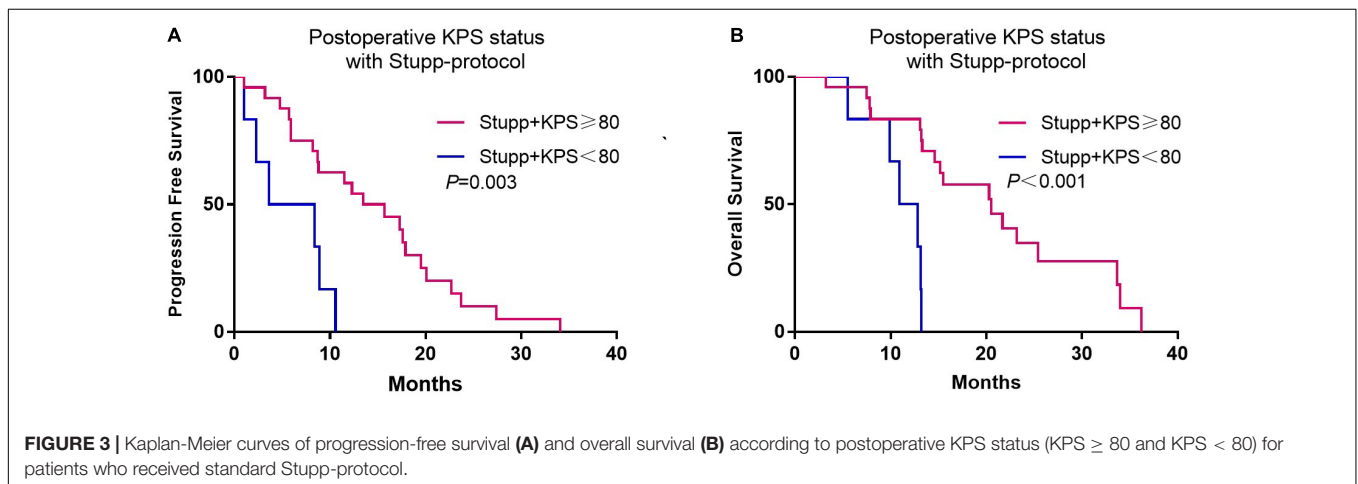 A
Postoperative KPS status
with Stupp-protocol
Progression Free Survival
100
50
0
Stupp+KPS≥80
Stupp+KPS<80
P=0.003
0 10 20 30 40
Months
B
Postoperative KPS status
with Stupp-protocol
Overall Survival
100
50
0
Stupp+KPS≥80
Stupp+KPS<80
P<0.001
0 10 20 30 40
Months
FIGURE 3 | Kaplan-Meier curves of progression-free survival (A) and overall survival (B) according to postoperative KPS status (KPS ≥ 80 and KPS < 80) for
patients who received standard Stupp-protocol.